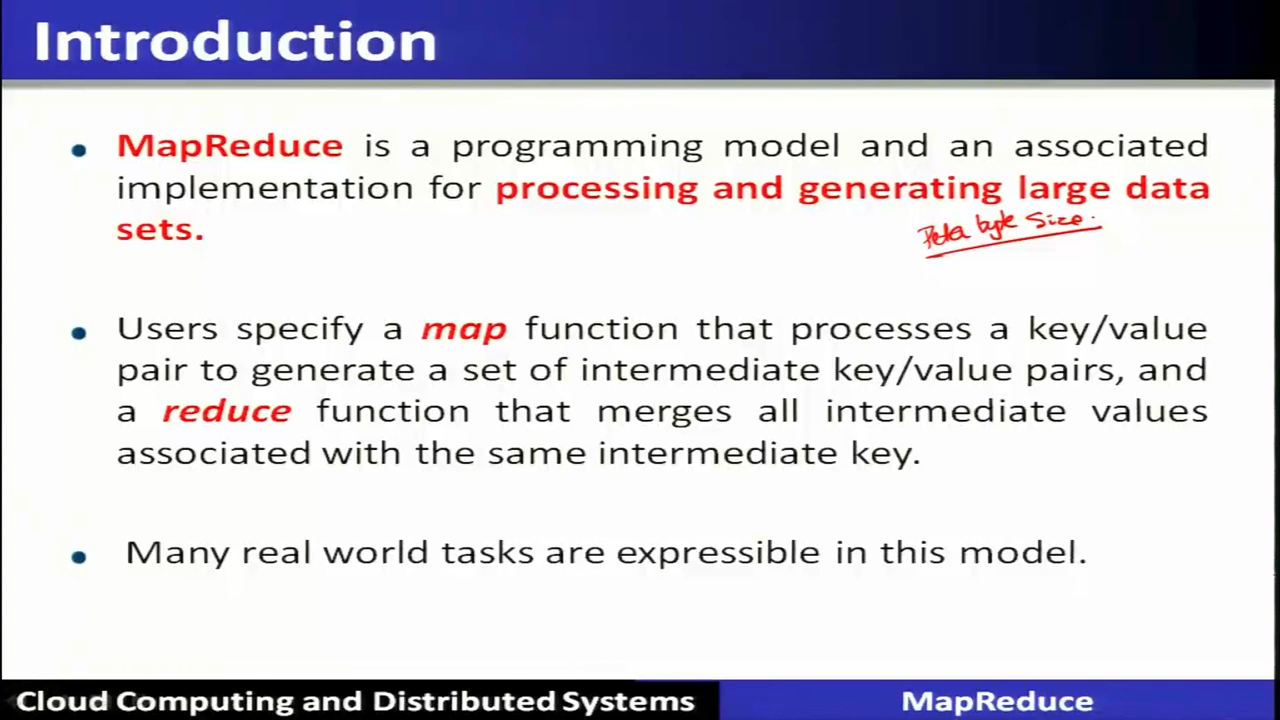 Introduction
• MapReduce is a programming model and an associated
implementation for processing and generating large data
sets.
Peta byte Size.
• Users specify a map function that processes a key/value
pair to generate a set of intermediate key/value pairs, and
a reduce function that merges all intermediate values
associated with the same intermediate key.
• Many real world tasks are expressible in this model.
Cloud Computing and Distributed Systems
MapReduce